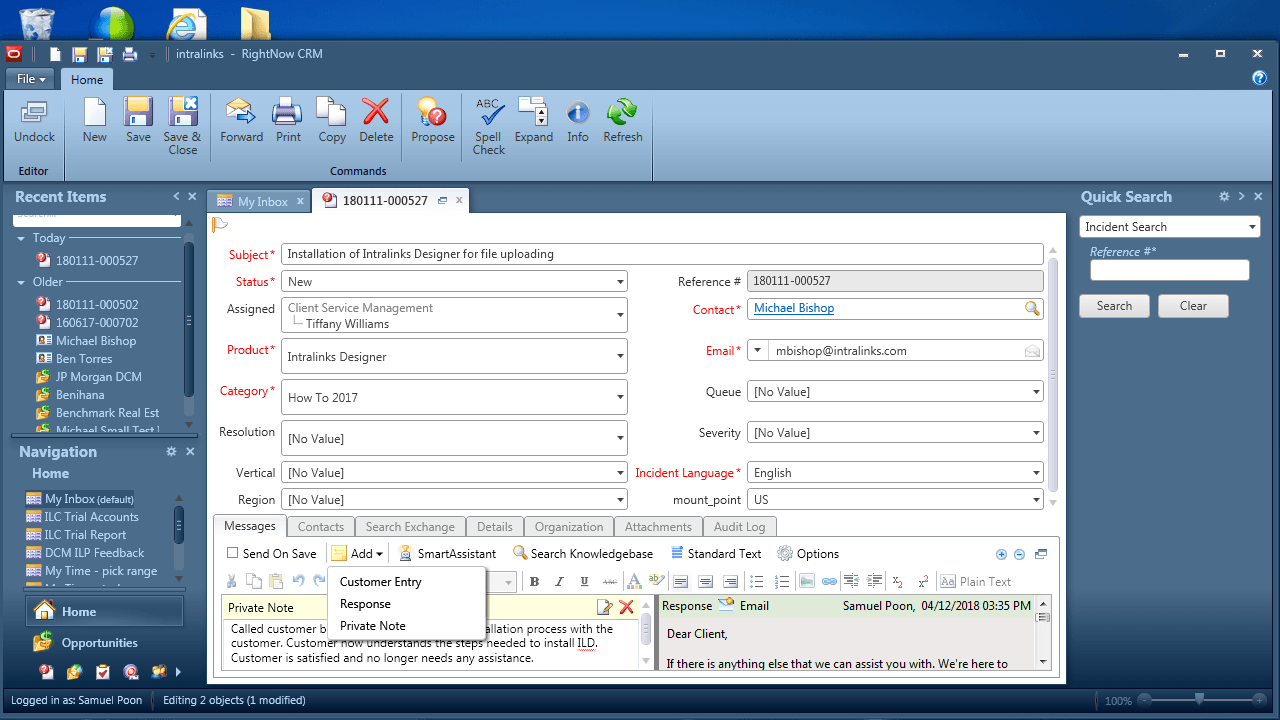 intralinks - RightNow CRM
File
Home
Undock
New
Save
Save & Close
Forward
Print
Copy
Delete
Propose
ABC
Spell Check
Expand
Info
Refresh
Editor
Commands
Recent Items
Today
180111-000527
Older
180111-000502
160617-000702
Michael Bishop
Ben Torres
JP Morgan DCM
Benihana
Benchmark Real Est
Michael Small Test
Navigation
Home
My Inbox (default)
ILC Trial Accounts
ILC Trial Report
DCM ILP Feedback
My Time - pick range
Home
Opportunities
My Inbox
180111-000527
Subject* Installation of Intralinks Designer for file uploading
Status* New
Reference # 180111-000527
Assigned Client Service Management
Tiffany Williams
Contact* Michael Bishop
Product* Intralinks Designer
Email* mbishop@intralinks.com
Category* How To 2017
Queue [No Value]
Resolution [No Value]
Severity [No Value]
Vertical [No Value]
Incident Language* English
Region [No Value]
mount_point US
Messages
Contacts
Search Exchange
Details
Organization
Attachments
Audit Log
Send On Save
Add
SmartAssistant
Search Knowledgebase
Standard Text
Options
B I U ABC A
Plain Text
Customer Entry
Response
Private Note
Private Note
Called customer b
allation process with the
customer. Customer now understands the steps needed to install ILD.
Customer is satisfied and no longer needs any assistance.
Response Email Samuel Poon, 04/12/2018 03:35 PM
Dear Client,
If there is anything else that we can assist you with. We're here to
Quick Search
Incident Search
Reference #*
Search
Clear
Logged in as: Samuel Poon
Editing 2 objects (1 modified)
100%